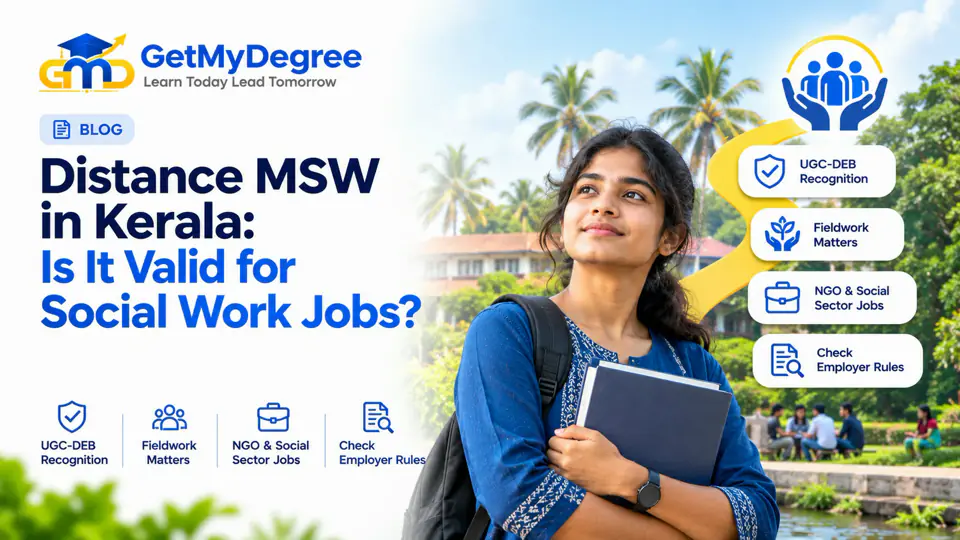 GMD
GetMyDegree
Learn Today Lead Tomorrow
BLOG
Distance MSW
in Kerala:
Is It Valid for
Social Work Jobs?
UGC-DEB
Recognition
Fieldwork
Matters
NGO & Social
Sector Jobs
Check
Employer Rules
UGC-DEB
Recognition
Fieldwork
Matters
NGO & Social
Sector Jobs
Check
Employer Rules